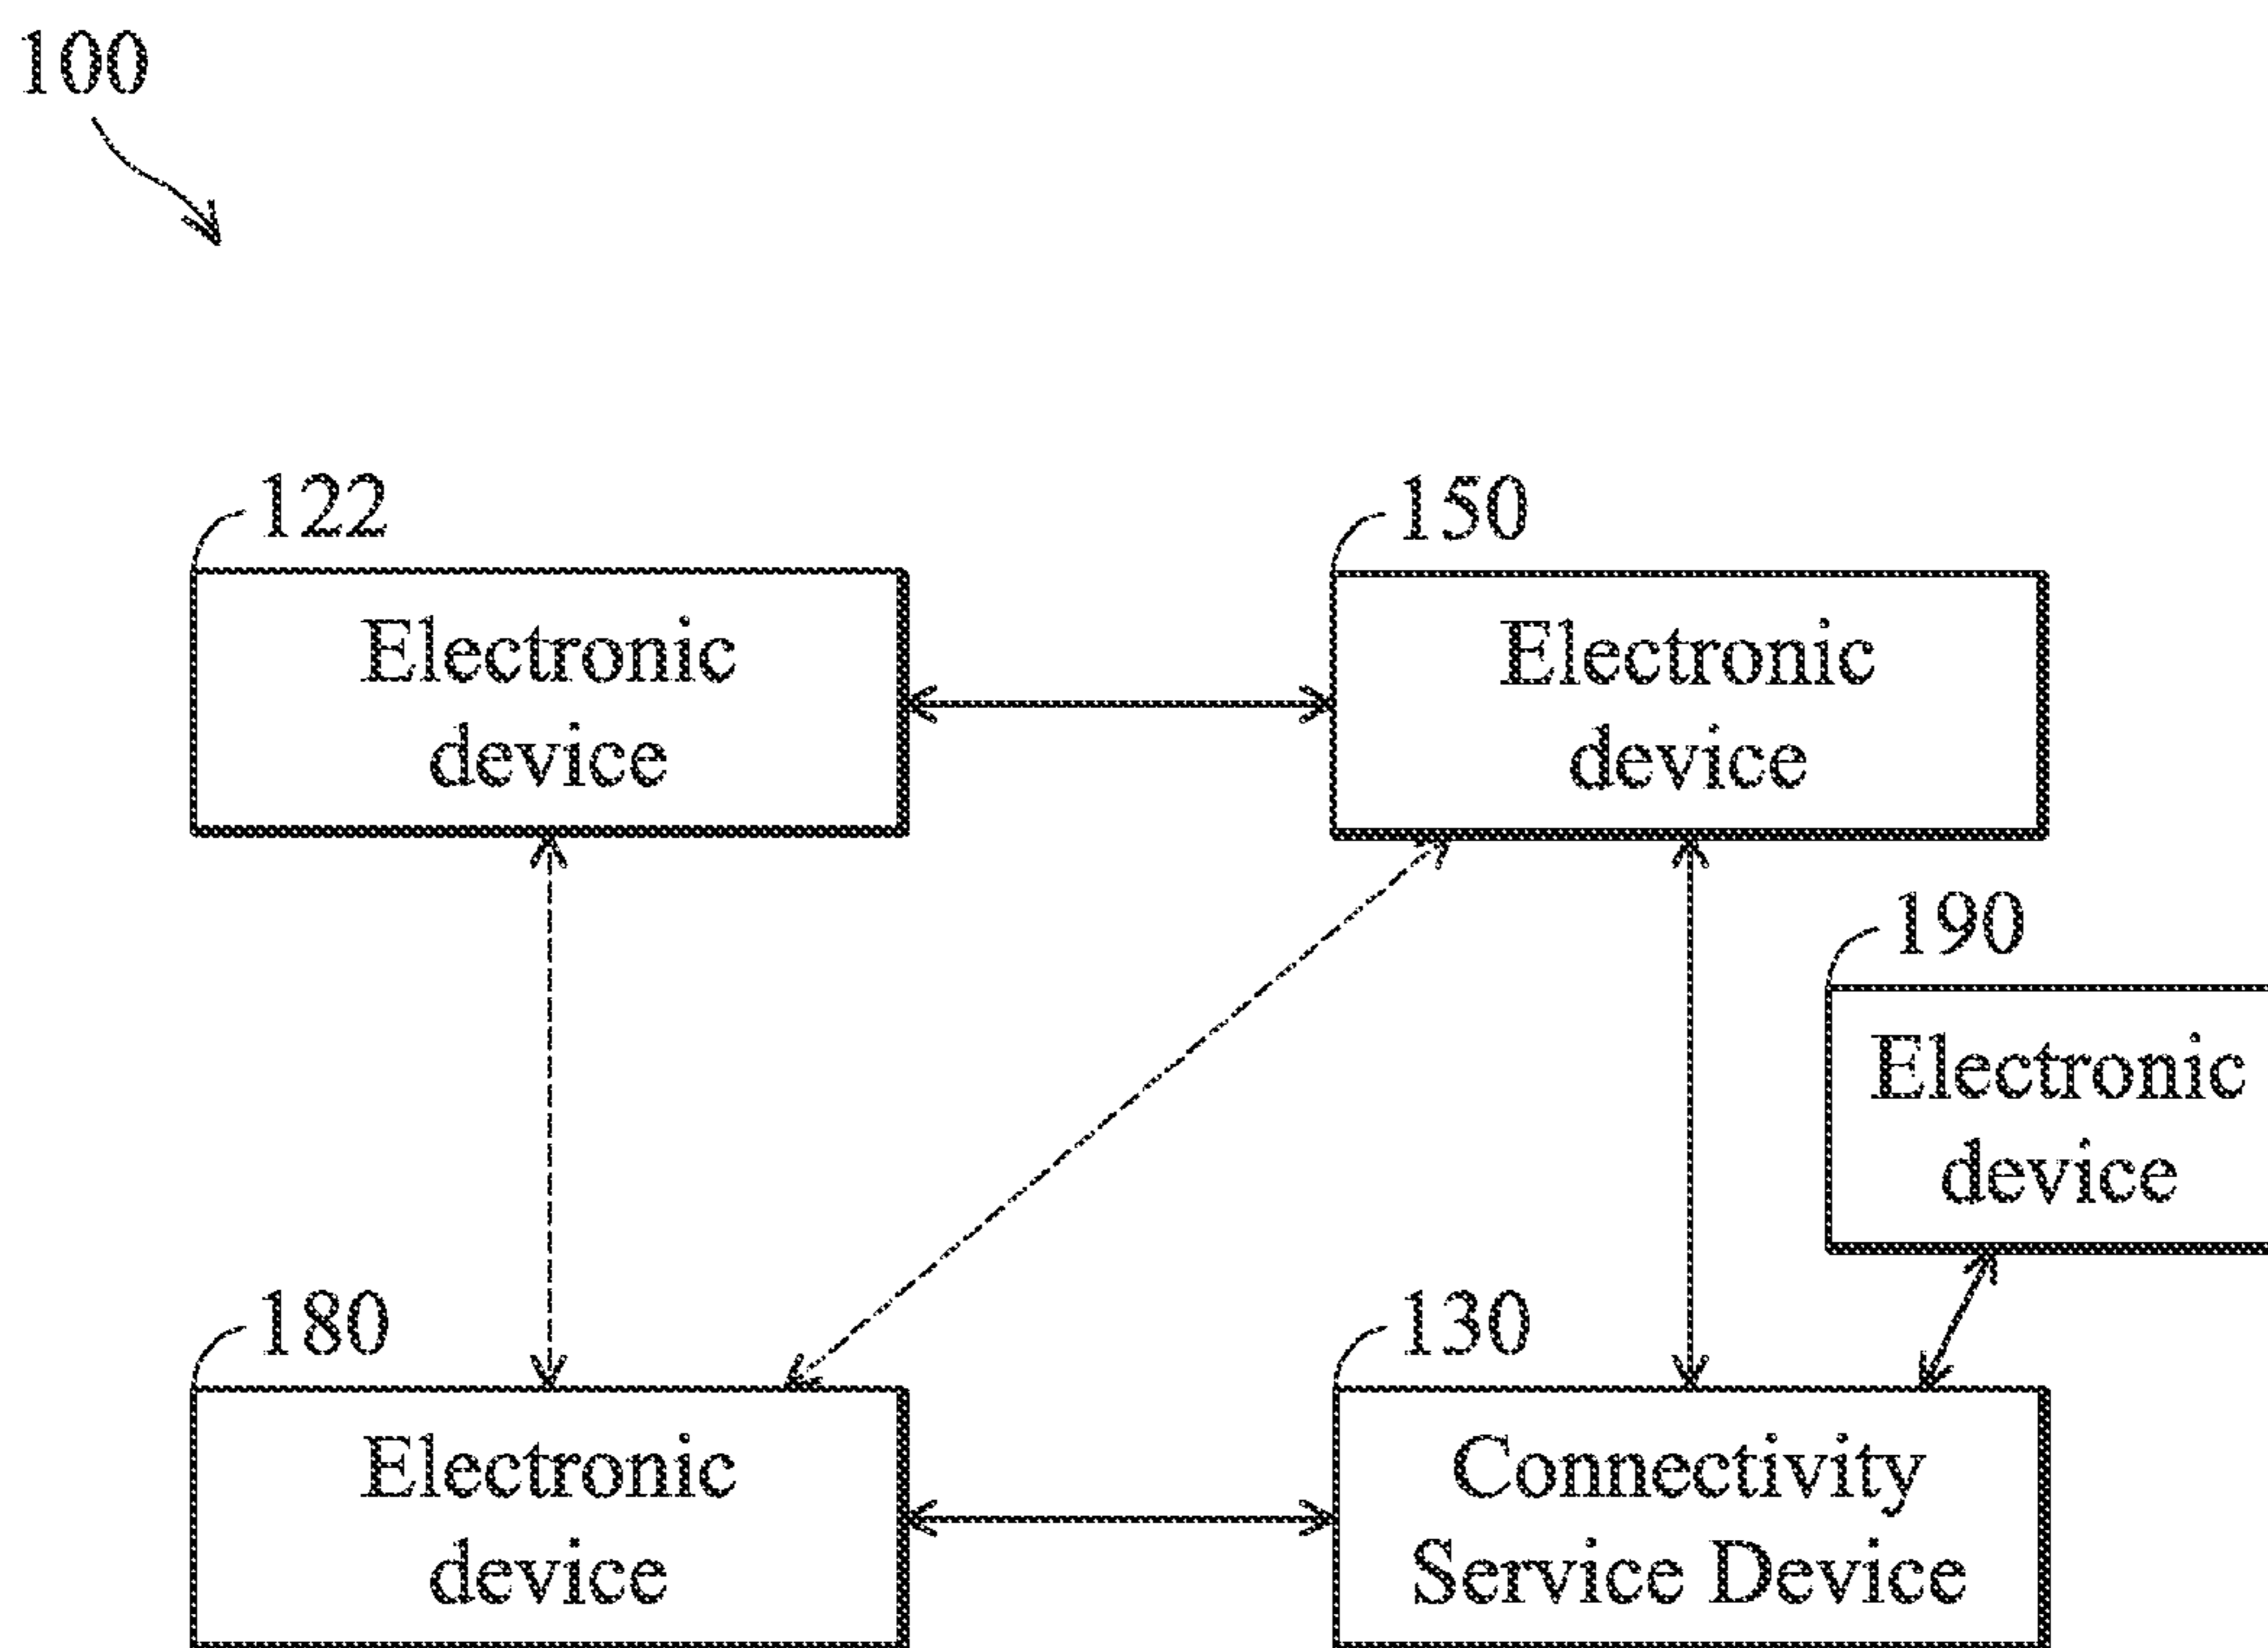 100
122
150
Electronic
device
Electronic
device
190
Electronic
device
180
130
Electronic
device
Connectivity
Service Device